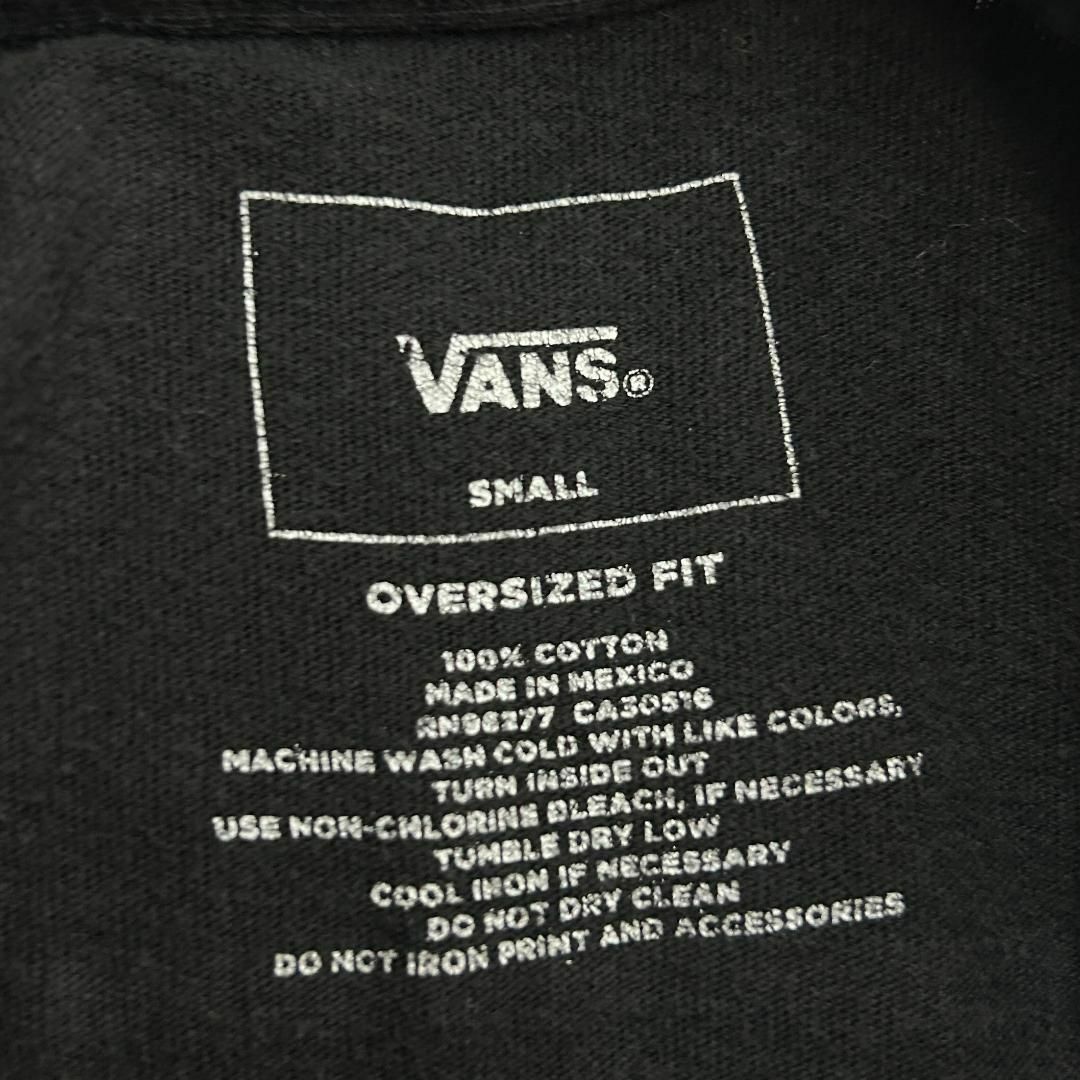 VANS®
SMALL
OVERSIZED FIT
100% COTTON
MADE IN MEXICO
RN96277 CA30516
MACHINE WASH COLD WITH LIKE COLORS,
TURN INSIDE OUT
USE NON-CHLORINE BLEACH, IF NECESSARY
TUMBLE DRY LOW
COOL IRON IF NECESSARY
DO NOT DRY CLEAN
DO NOT IRON PRINT AND ACCESSORIES